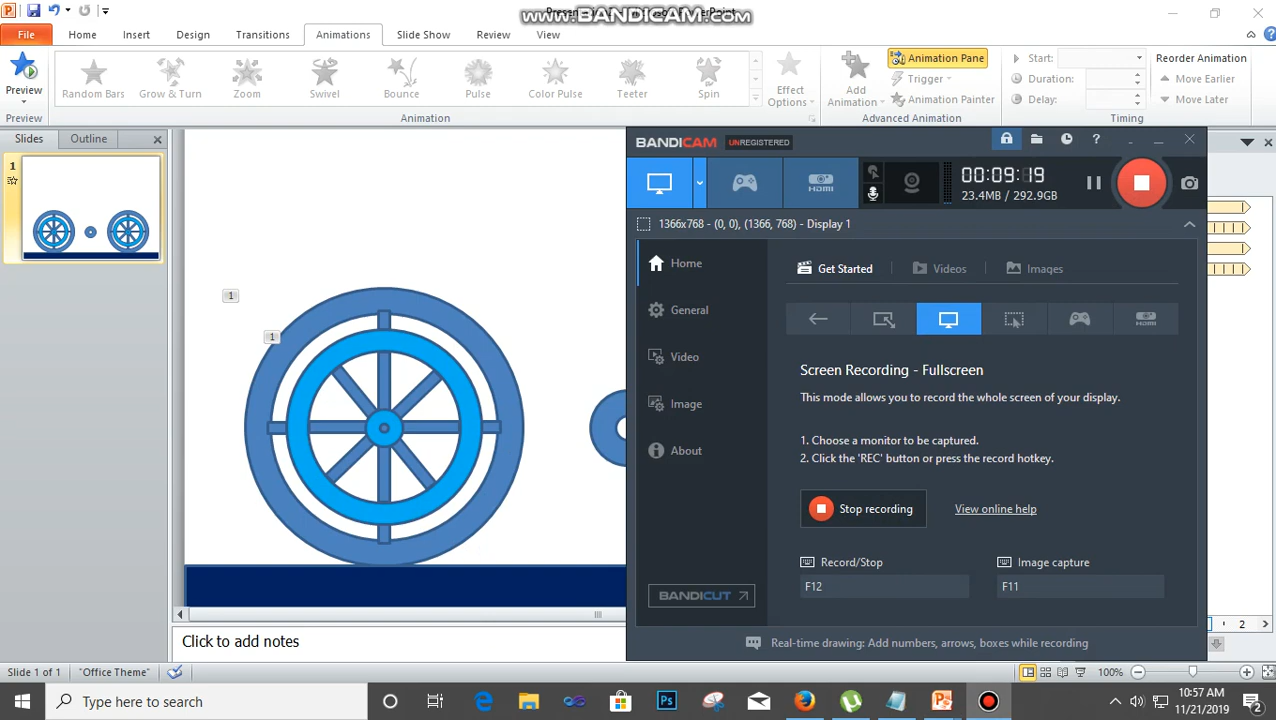 www.BANDICAM.com
File Home Insert Design Transitions Animations Slide Show Review View
Preview
Preview
Random Bars Grow & Turn Zoom Swivel Bounce Pulse Color Pulse Teeter Spin
Animation
Effect Options
Add Animation
Animation Pane
Trigger
Animation Painter
Advanced Animation
Start:
Duration:
Delay:
Reorder Animation
Move Earlier
Move Later
Timing
Slides Outline
1
1
1
BANDICAM UNREGISTERED
HDMI
00:09:19
23.4MB / 292.9GB
1366x768 - (0, 0), (1366, 768) - Display 1
Home
General
Video
Image
About
BANDICUT
Get Started Videos Images
HDMI
Screen Recording - Fullscreen
This mode allows you to record the whole screen of your display.
1. Choose a monitor to be captured.
2. Click the 'REC' button or press the record hotkey.
Stop recording View online help
Record/Stop Image capture
F12 F11
Real-time drawing: Add numbers, arrows, boxes while recording
2
Click to add notes
Slide 1 of 1 "Office Theme" 100%
Type here to search
Ps
10:57 AM
11/21/2019
2